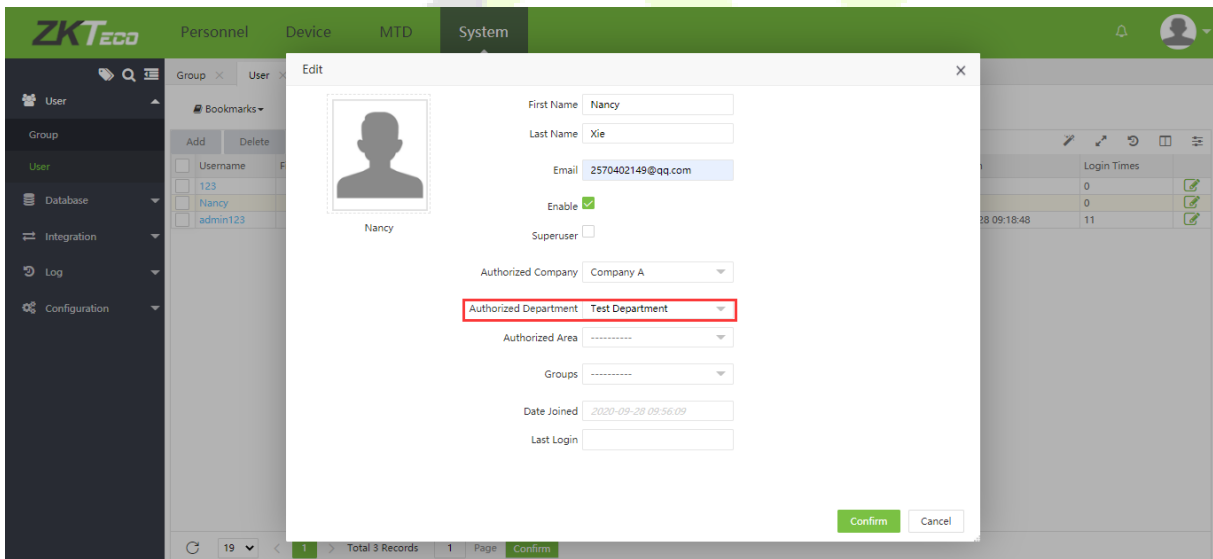 ZKTeco Personnel Device MTD System
Group User
Edit
User
Bookmarks
First Name Nancy
Group
Add Delete
Last Name Xie
User
Username
Login Times
Email 2570402149@qq.com
123
0
Database
Nancy
0
Enable
admin123
28 09:18:48 11
Nancy
Integration
Superuser
Log
Authorized Company Company A
Configuration
Authorized Department Test Department
Authorized Area ----------
Groups ----------
Date Joined 2020-09-28 09:56:09
Last Login
Confirm Cancel
19 1 Total 3 Records 1 Page Confirm